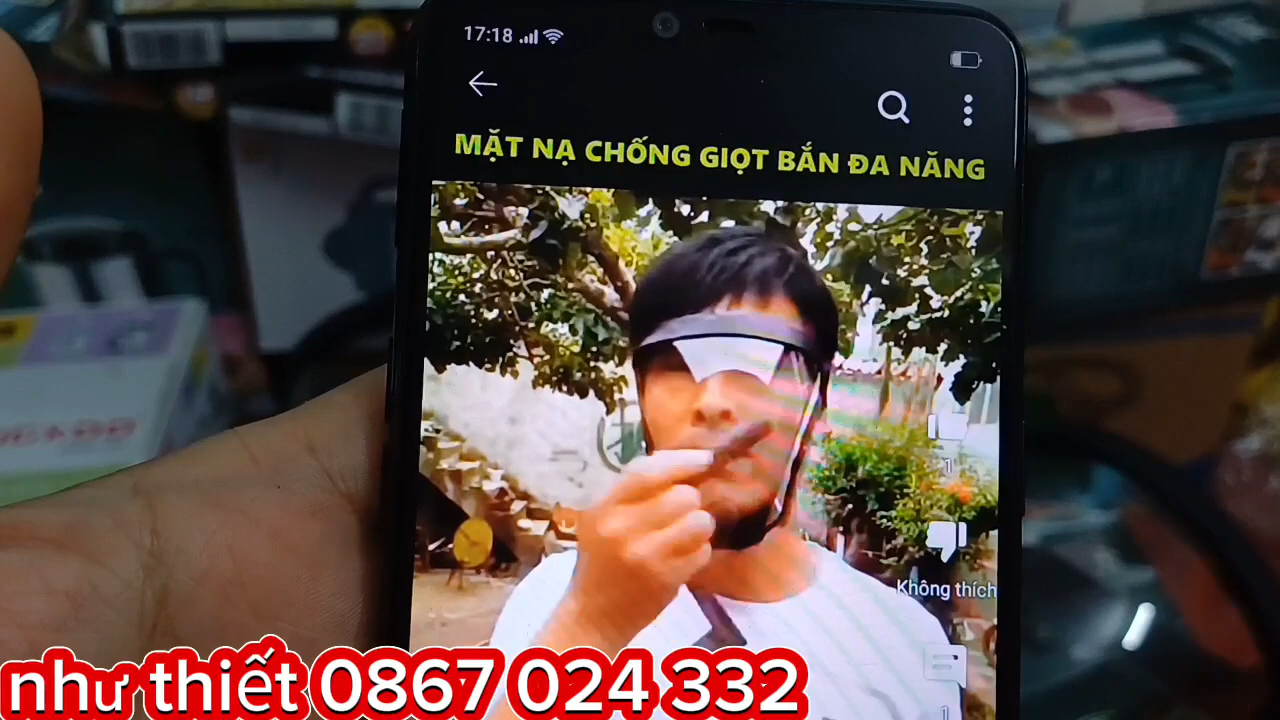 17:18
MẶT NẠ CHỐNG GIỌT BẮN ĐA NĂNG
1
Không thích
1
như thiết 0867 024 332